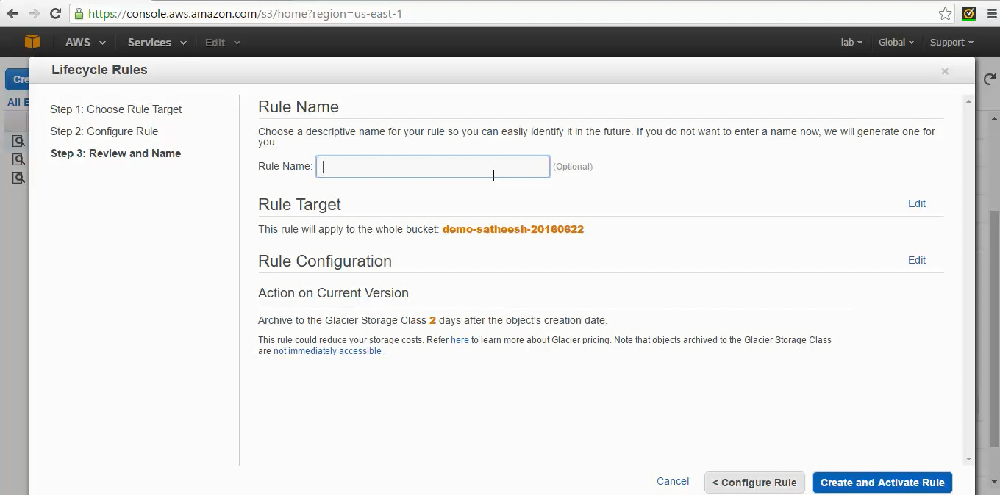 https://console.aws.amazon.com/s3/home?region=us-east-1
AWS Services Edit lab Global Support
Lifecycle Rules
Step 1: Choose Rule Target
Step 2: Configure Rule
Step 3: Review and Name
Rule Name
Choose a descriptive name for your rule so you can easily identify it in the future. If you do not want to enter a name now, we will generate one for
you.
Rule Name: (Optional)
Rule Target Edit
This rule will apply to the whole bucket: demo-satheesh-20160622
Rule Configuration Edit
Action on Current Version
Archive to the Glacier Storage Class 2 days after the object's creation date.
This rule could reduce your storage costs. Refer here to learn more about Glacier pricing. Note that objects archived to the Glacier Storage Class
are not immediately accessible .
Cancel < Configure Rule Create and Activate Rule